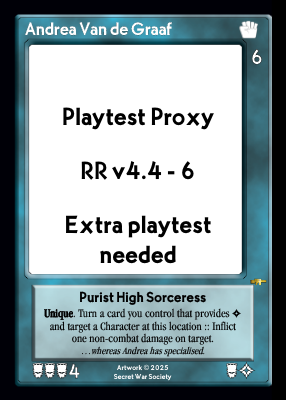 Andrea Van de Graaf
6
Playtest Proxy
RR v4.4 - 6
Extra playtest
needed
Purist High Sorceress
Unique. Turn a card you control that provides
and target a Character at this location :: Inflict
one non-combat damage on target.
…whereas Andrea has specialised.
4
Artwork © 2025
Secret War Society